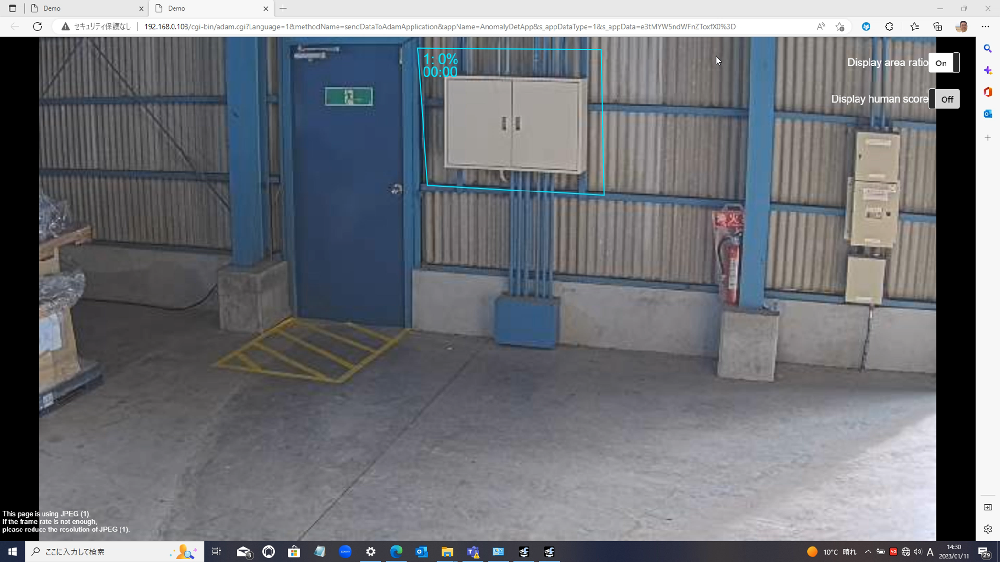 Demo
Demo
セキュリティ保護なし
192.168.0.103/cgi-bin/adam.cgi?Language=1&methodName=sendDataToAdamApplication&appName=AnomalyDetApp&s_appDataType=1&s_appData=e3tMYW5ndWFnZToxfX0%3D
1: 0%
00:00
Display area ratio On
Display human score Off
This page is using JPEG (1).
If the frame rate is not enough,
please reduce the resolution of JPEG (1).
ここに入力して検索
3
zoom
10°C 晴れ
AG
A
14:30
2023/01/11
29